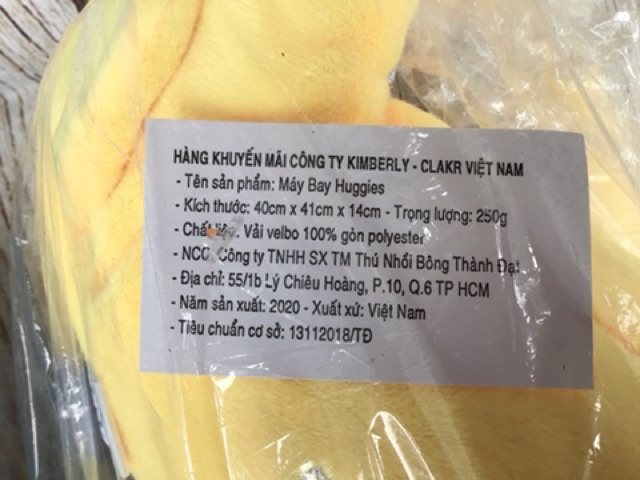 HÀNG KHUYẾN MÃI CÔNG TY KIMBERLY - CLAKR VIỆT NAM
- Tên sản phẩm: Máy Bay Huggies
- Kích thước: 40cm x 41cm x 14cm - Trọng lượng: 250g
- Chất liệu. Vải velbo 100% gòn polyester
- NCC, Công ty TNHH SX TM Thú Nhồi Bông Thành Đạt
- Địa chỉ: 55/1b Lý Chiêu Hoàng, P.10, Q.6 TP HCM
- Năm sản xuất: 2020 - Xuất xứ: Việt Nam
- Tiêu chuẩn cơ sở: 13112018/TĐ